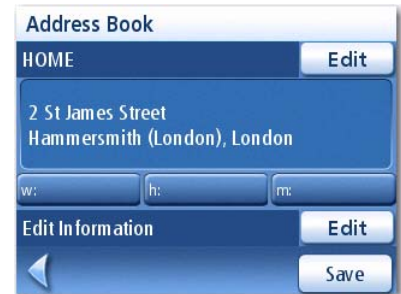 Address Book
HOME Edit
2 St James Street
Hammersmith (London), London
w: h: m:
Edit Information Edit
Save